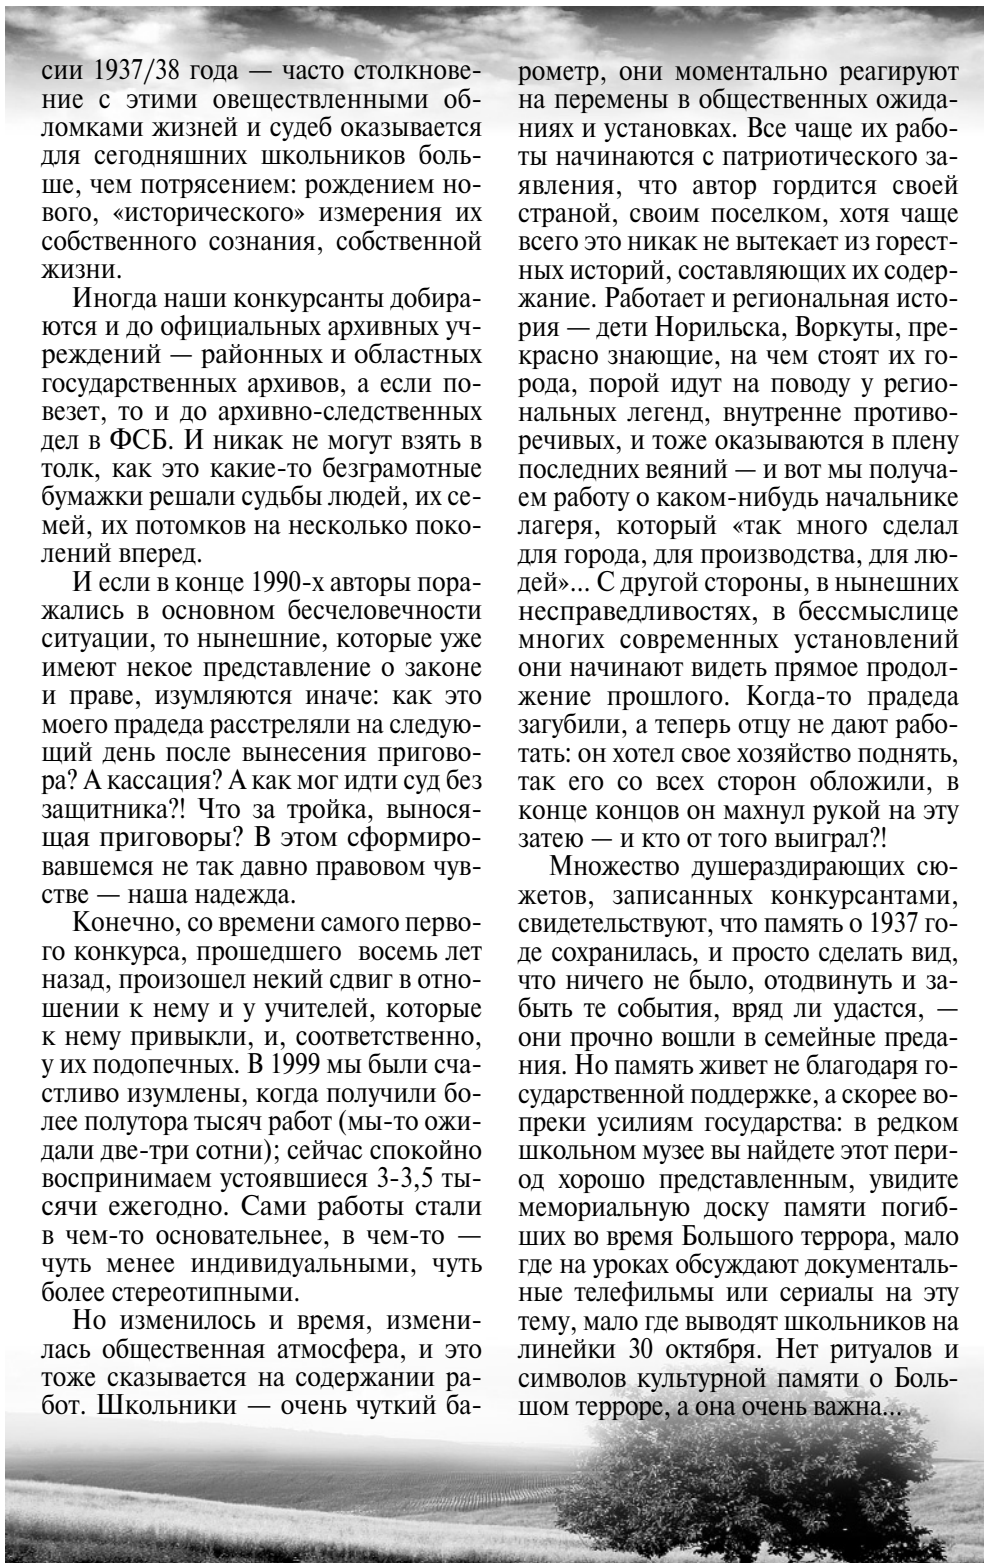 сии 1937/38 года — часто столкнове-
ние с этими овеществленными об-
ломками жизней и судеб оказывается
для сегодняшних школьников боль-
ше, чем потрясением: рождением но-
вого, «исторического» измерения их
собственного сознания, собственной
жизни.
Иногда наши конкурсанты добира-
ются и до официальных архивных уч-
реждений — районных и областных
государственных архивов, а если по-
везет, то и до архивно-следственных
дел в ФСБ. И никак не могут взять в
толк, как это какие-то безграмотные
бумажки решали судьбы людей, их се-
мей, их потомков на несколько поко-
лений вперед.
И если в конце 1990-х авторы пора-
жались в основном бесчеловечности
ситуации, то нынешние, которые уже
имеют некое представление о законе
и праве, изумляются иначе: как это
моего прадеда расстреляли на следую-
щий день после вынесения пригово-
ра? А кассация? А как мог идти суд без
защитника?! Что за тройка, вынося-
щая приговоры? В этом сформиро-
вавшемся не так давно правовом чув-
стве — наша надежда.
Конечно, со времени самого перво-
го конкурса, прошедшего восемь лет
назад, произошел некий сдвиг в отно-
шении к нему и у учителей, которые
к нему привыкли, и, соответственно,
у их подопечных. В 1999 мы были сча-
стливо изумлены, когда получили бо-
лее полутора тысяч работ (мы-то ожи-
дали две-три сотни); сейчас спокойно
воспринимаем устоявшиеся 3-3,5 ты-
сячи ежегодно. Сами работы стали
в чем-то основательнее, в чем-то —
чуть менее индивидуальными, чуть
более стереотипными.
Но изменилось и время, измени-
лась общественная атмосфера, и это
тоже сказывается на содержании ра-
бот. Школьники — очень чуткий ба-
рометр, они моментально реагируют
на перемены в общественных ожида-
ниях и установках. Все чаще их рабо-
ты начинаются с патриотического за-
явления, что автор гордится своей
страной, своим поселком, хотя чаще
всего это никак не вытекает из горест-
ных историй, составляющих их содер-
жание. Работает и региональная исто-
рия — дети Норильска, Воркуты, пре-
красно знающие, на чем стоят их го-
рода, порой идут на поводу у регио-
нальных легенд, внутренне противо-
речивых, и тоже оказываются в плену
последних веяний — и вот мы получа-
ем работу о каком-нибудь начальнике
лагеря, который «так много сделал
для города, для производства, для лю-
дей»... С другой стороны, в нынешних
несправедливостях, в бессмыслице
многих современных установлений
они начинают видеть прямое продол-
жение прошлого. Когда-то прадеда
загубили, а теперь отцу не дают рабо-
тать: он хотел свое хозяйство поднять,
так его со всех сторон обложили, в
конце концов он махнул рукой на эту
затею — и кто от того выиграл?!
Множество душераздирающих сю-
жетов, записанных конкурсантами,
свидетельствуют, что память о 1937 го-
де сохранилась, и просто сделать вид,
что ничего не было, отодвинуть и за-
быть те события, вряд ли удастся, —
они прочно вошли в семейные преда-
ния. Но память живет не благодаря го-
сударственной поддержке, а скорее во-
преки усилиям государства: в редком
школьном музее вы найдете этот пери-
од хорошо представленным, увидите
мемориальную доску памяти погиб-
ших во время Большого террора, мало
где на уроках обсуждают документаль-
ные телефильмы или сериалы на эту
тему, мало где выводят школьников на
линейки 30 октября. Нет ритуалов и
символов культурной памяти о Боль-
шом терроре, а она очень важна...